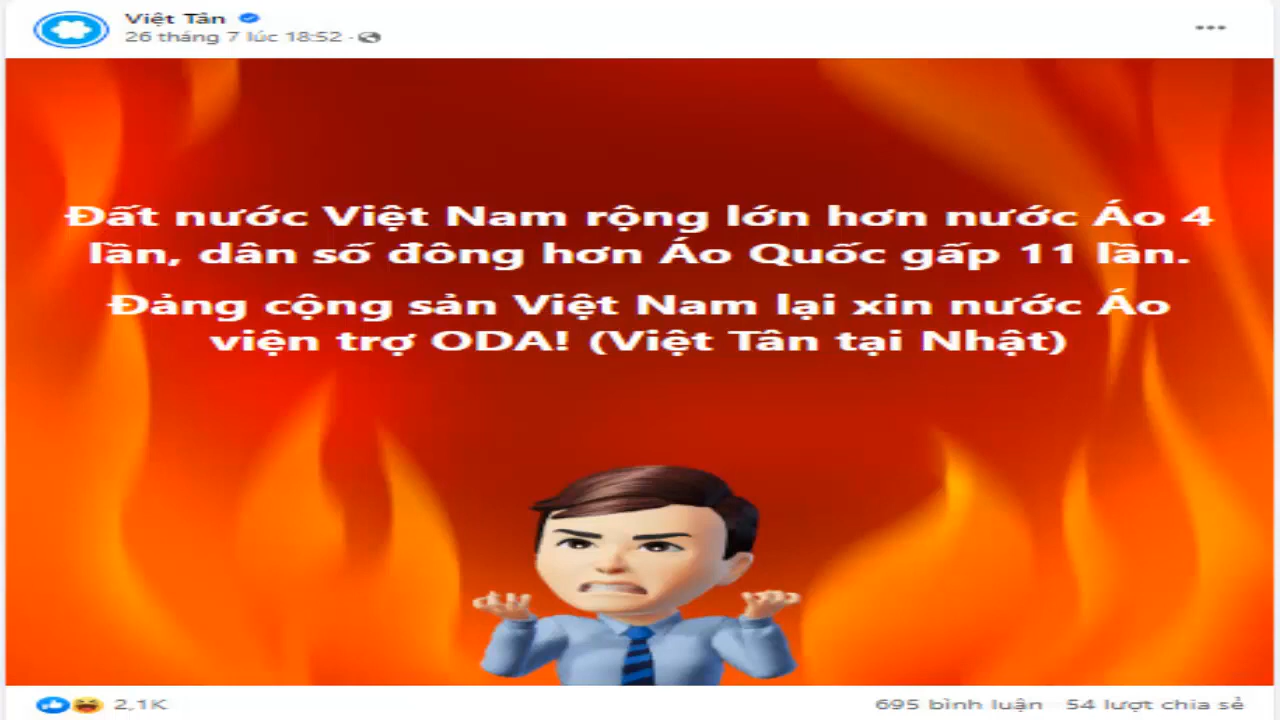 Việt Tân
26 tháng 7 lúc 18:52 ·
Đất nước Việt Nam rộng lớn hơn nước Áo 4
lần, dân số đông hơn Áo Quốc gấp 11 lần.
Đảng cộng sản Việt Nam lại xin nước Áo
viện trợ ODA! (Việt Tân tại Nhật)
2,1K
695 bình luận 54 lượt chia sẻ